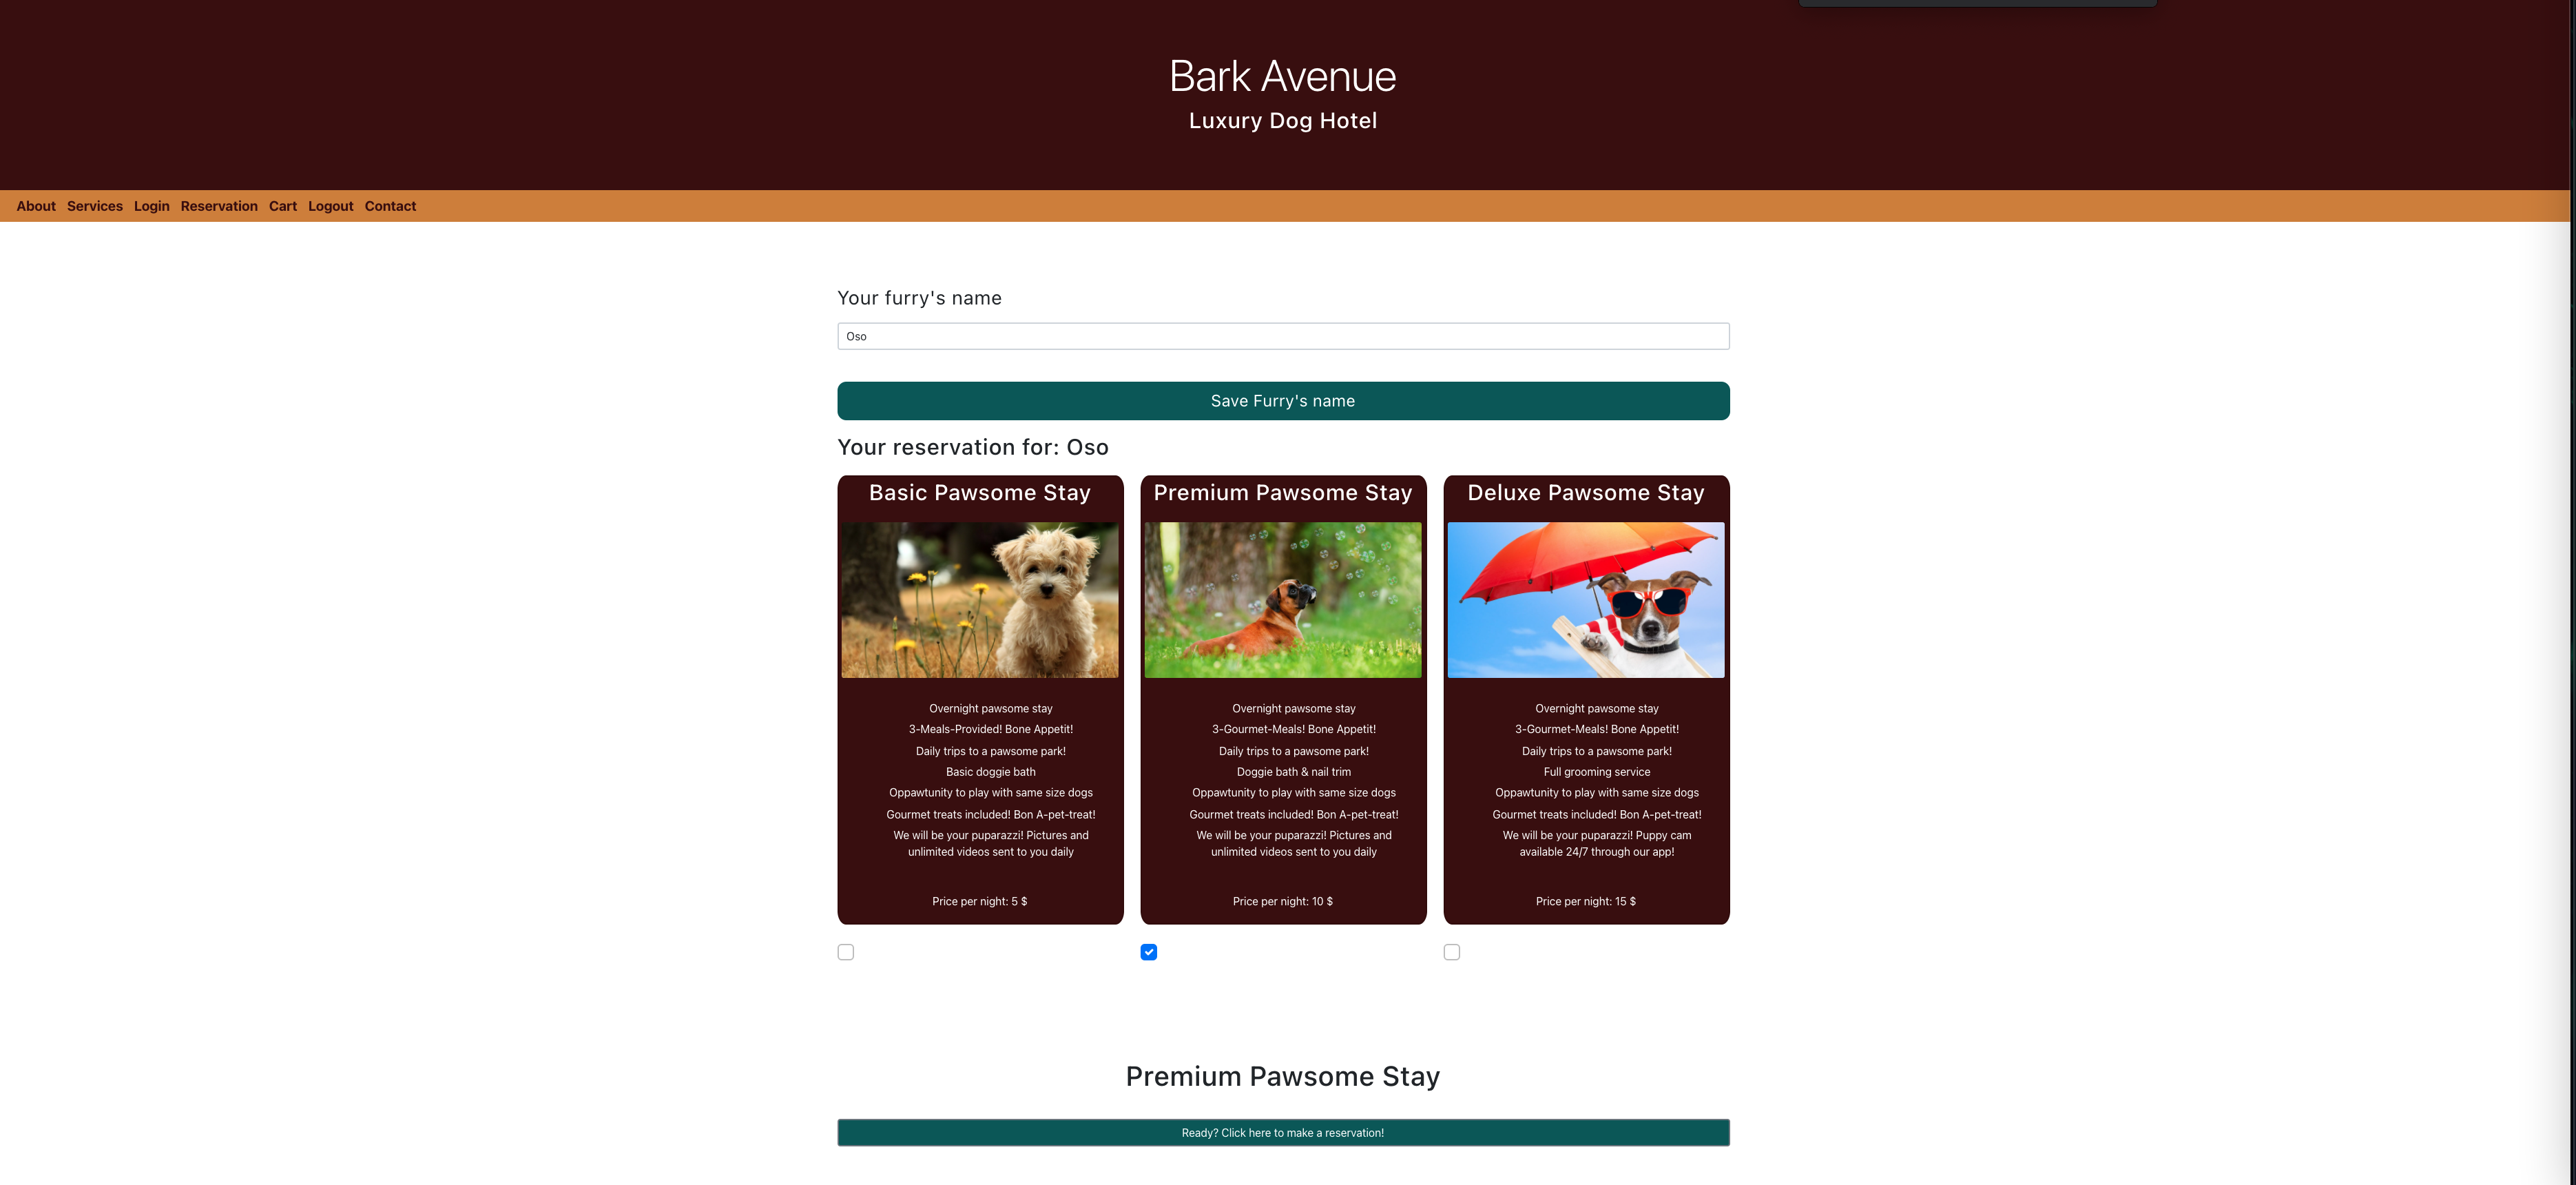 Bark Avenue
Luxury Dog Hotel
About Services Login Reservation Cart Logout Contact
Your furry's name
Oso
Save Furry's name
Your reservation for: Oso
Basic Pawsome Stay
Overnight pawsome stay
3-Meals-Provided! Bone Appetit!
Daily trips to a pawsome park!
Basic doggie bath
Oppawtunity to play with same size dogs
Gourmet treats included! Bon A-pet-treat!
We will be your puparazzi! Pictures and
unlimited videos sent to you daily
Price per night: 5 $
Premium Pawsome Stay
Overnight pawsome stay
3-Gourmet-Meals! Bone Appetit!
Daily trips to a pawsome park!
Doggie bath & nail trim
Oppawtunity to play with same size dogs
Gourmet treats included! Bon A-pet-treat!
We will be your puparazzi! Pictures and
unlimited videos sent to you daily
Price per night: 10 $
Deluxe Pawsome Stay
Overnight pawsome stay
3-Gourmet-Meals! Bone Appetit!
Daily trips to a pawsome park!
Full grooming service
Oppawtunity to play with same size dogs
Gourmet treats included! Bon A-pet-treat!
We will be your puparazzi! Puppy cam
available 24/7 through our app!
Price per night: 15 $
Premium Pawsome Stay
Ready? Click here to make a reservation!